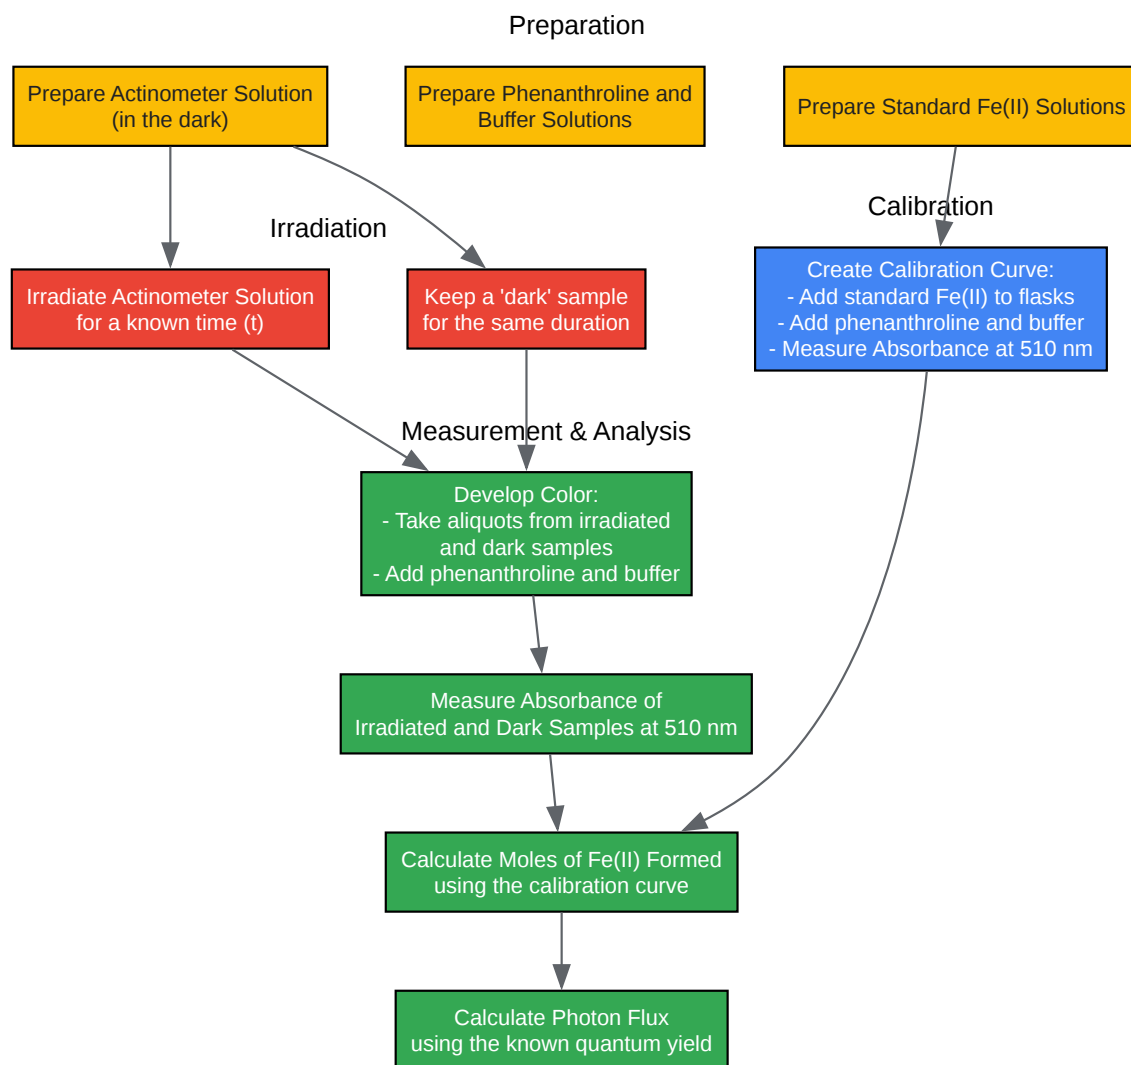 Preparation
Prepare Actinometer Solution
(in the dark)
Prepare Phenanthroline and
Buffer Solutions
Prepare Standard Fe(II) Solutions
Irradiation
Calibration
Irradiate Actinometer Solution
for a known time (t)
Keep a 'dark' sample
for the same duration
Create Calibration Curve:
- Add standard Fe(II) to flasks
- Add phenanthroline and buffer
- Measure Absorbance at 510 nm
Measurement & Analysis
Develop Color:
- Take aliquots from irradiated
and dark samples
- Add phenanthroline and buffer
Measure Absorbance of
Irradiated and Dark Samples at 510 nm
Calculate Moles of Fe(II) Formed
using the calibration curve
Calculate Photon Flux
using the known quantum yield